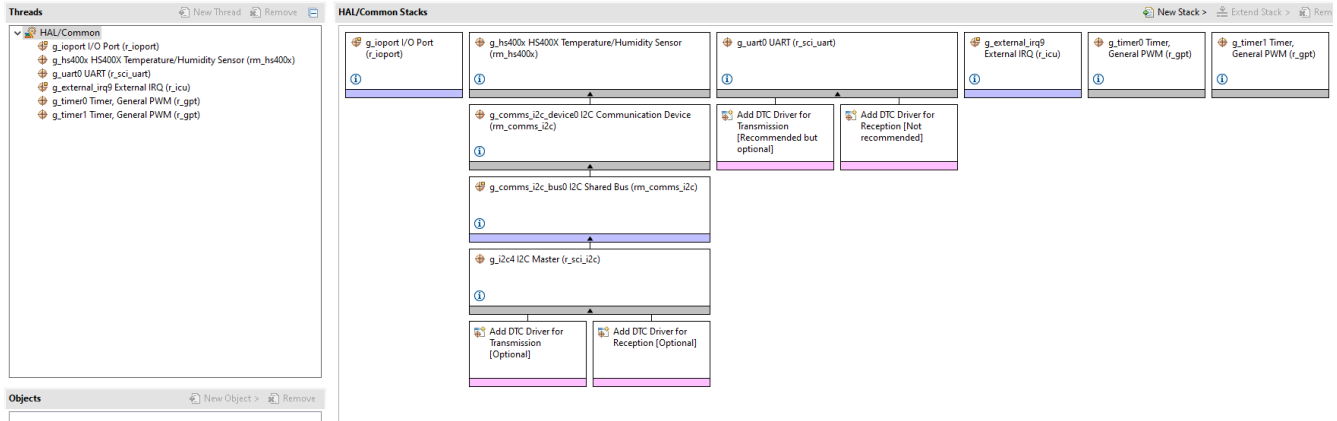 Threads
New Thread
Remove
HAL/Common
g_ioport I/O Port (r_ioport)
g_hs400x HS400X Temperature/Humidity Sensor (rm_hs400x)
g_uart0 UART (r_sci_uart)
g_external_irq9 External IRQ (r_icu)
g_timer0 Timer, General PWM (r_gpt)
g_timer1 Timer, General PWM (r_gpt)
Objects
New Object >
Remove
HAL/Common Stacks
New Stack >
Extend Stack >
Rem
g_ioport I/O Port
(r_ioport)
g_hs400x HS400X Temperature/Humidity Sensor
(rm_hs400x)
g_uart0 UART (r_sci_uart)
g_external_irq9
External IRQ (r_icu)
g_timer0 Timer,
General PWM (r_gpt)
g_timer1 Timer,
General PWM (r_gpt)
g_comms_i2c_device0 I2C Communication Device
(rm_comms_i2c)
Add DTC Driver for
Transmission
[Recommended but
optional]
Add DTC Driver for
Reception [Not
recommended]
g_comms_i2c_bus0 I2C Shared Bus (rm_comms_i2c)
g_i2c4 I2C Master (r_sci_i2c)
Add DTC Driver for
Transmission
[Optional]
Add DTC Driver for
Reception [Optional]